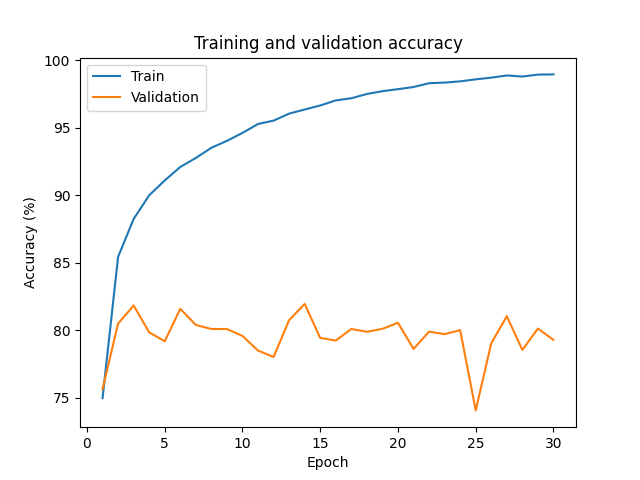 Training and validation accuracy
Train
Validation
100
95
90
85
80
75
Accuracy (%)
0 5 10 15 20 25 30
Epoch